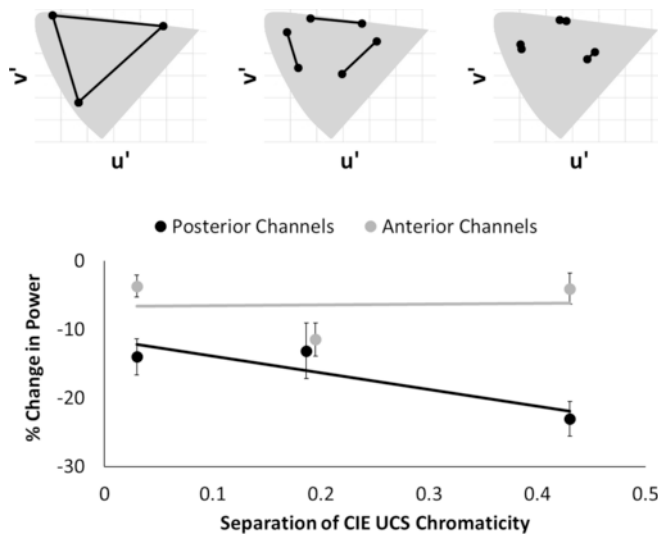 v'
v'
v'
u'
u'
u'
Posterior Channels
Anterior Channels
0
-10
-20
-30
% Change in Power
0
0.1
0.2
0.3
0.4
0.5
Separation of CIE UCS Chromaticity